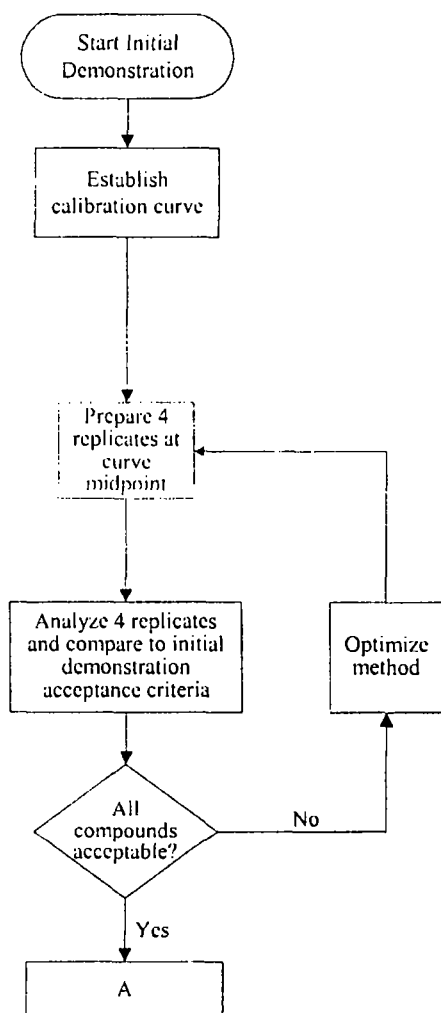 Start Initial
Demonstration
Establish
calibration curve
Prepare 4
replicates at
curve
midpoint
Analyze 4 replicates
and compare to initial
demonstration
acceptance criteria
Optimize
method
All
compounds
acceptable?
No
Yes
A